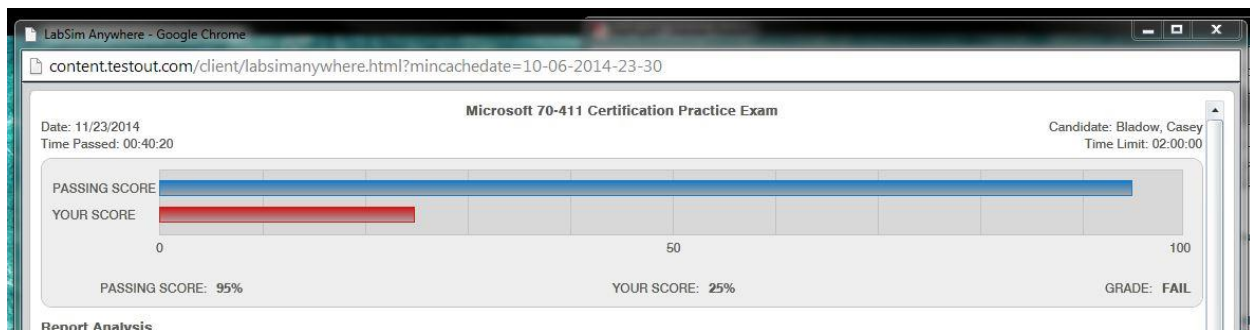 LabSim Anywhere - Google Chrome
content.testout.com/client/labsimanywhere.html?mincachedate=10-06-2014-23-30
Microsoft 70-411 Certification Practice Exam
Date: 11/23/2014
Candidate: Bladow, Casey
Time Passed: 00:40:20
Time Limit: 02:00:00
PASSING SCORE
YOUR SCORE
0 50 100
PASSING SCORE: 95% YOUR SCORE: 25% GRADE: FAIL
Report Analysis